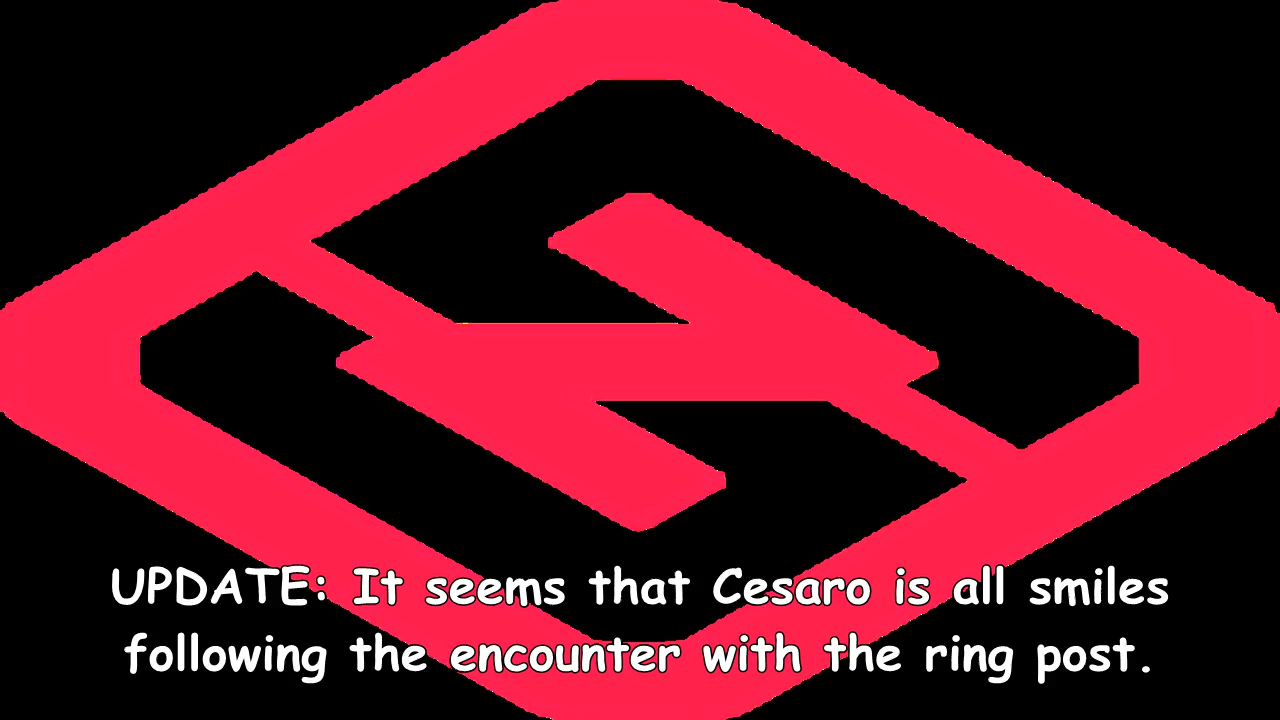 UPDATE: It seems that Cesaro is all smiles
following the encounter with the ring post.